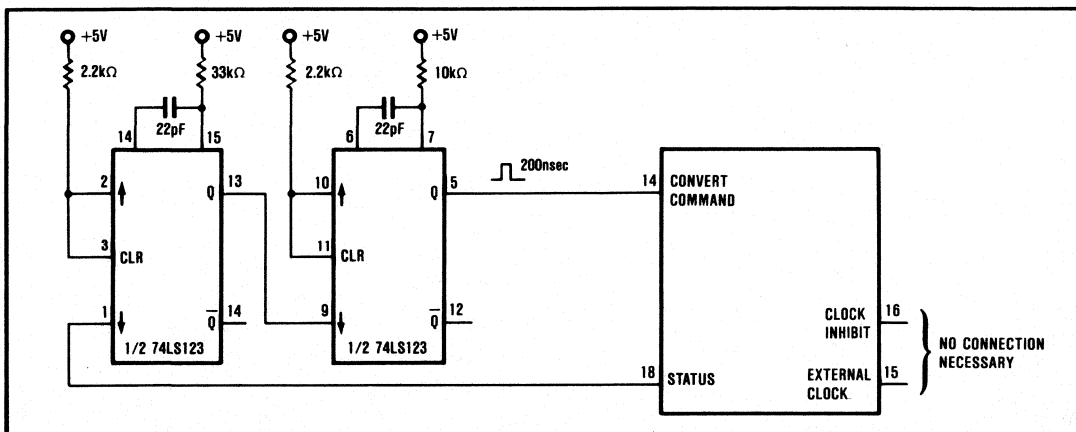 +5V +5V +5V +5V
2.2kΩ 33kΩ 2.2kΩ 10kΩ
22pF 22pF
14 15 6 7
200nsec
2 Q 13 10 Q 5 14 CONVERT
COMMAND
3 CLR 11 CLR
1 Q 14 9 Q 12
1/2 74LS123 1/2 74LS123
CLOCK 16
INHIBIT
NO CONNECTION
NECESSARY
18 STATUS EXTERNAL 15
CLOCK